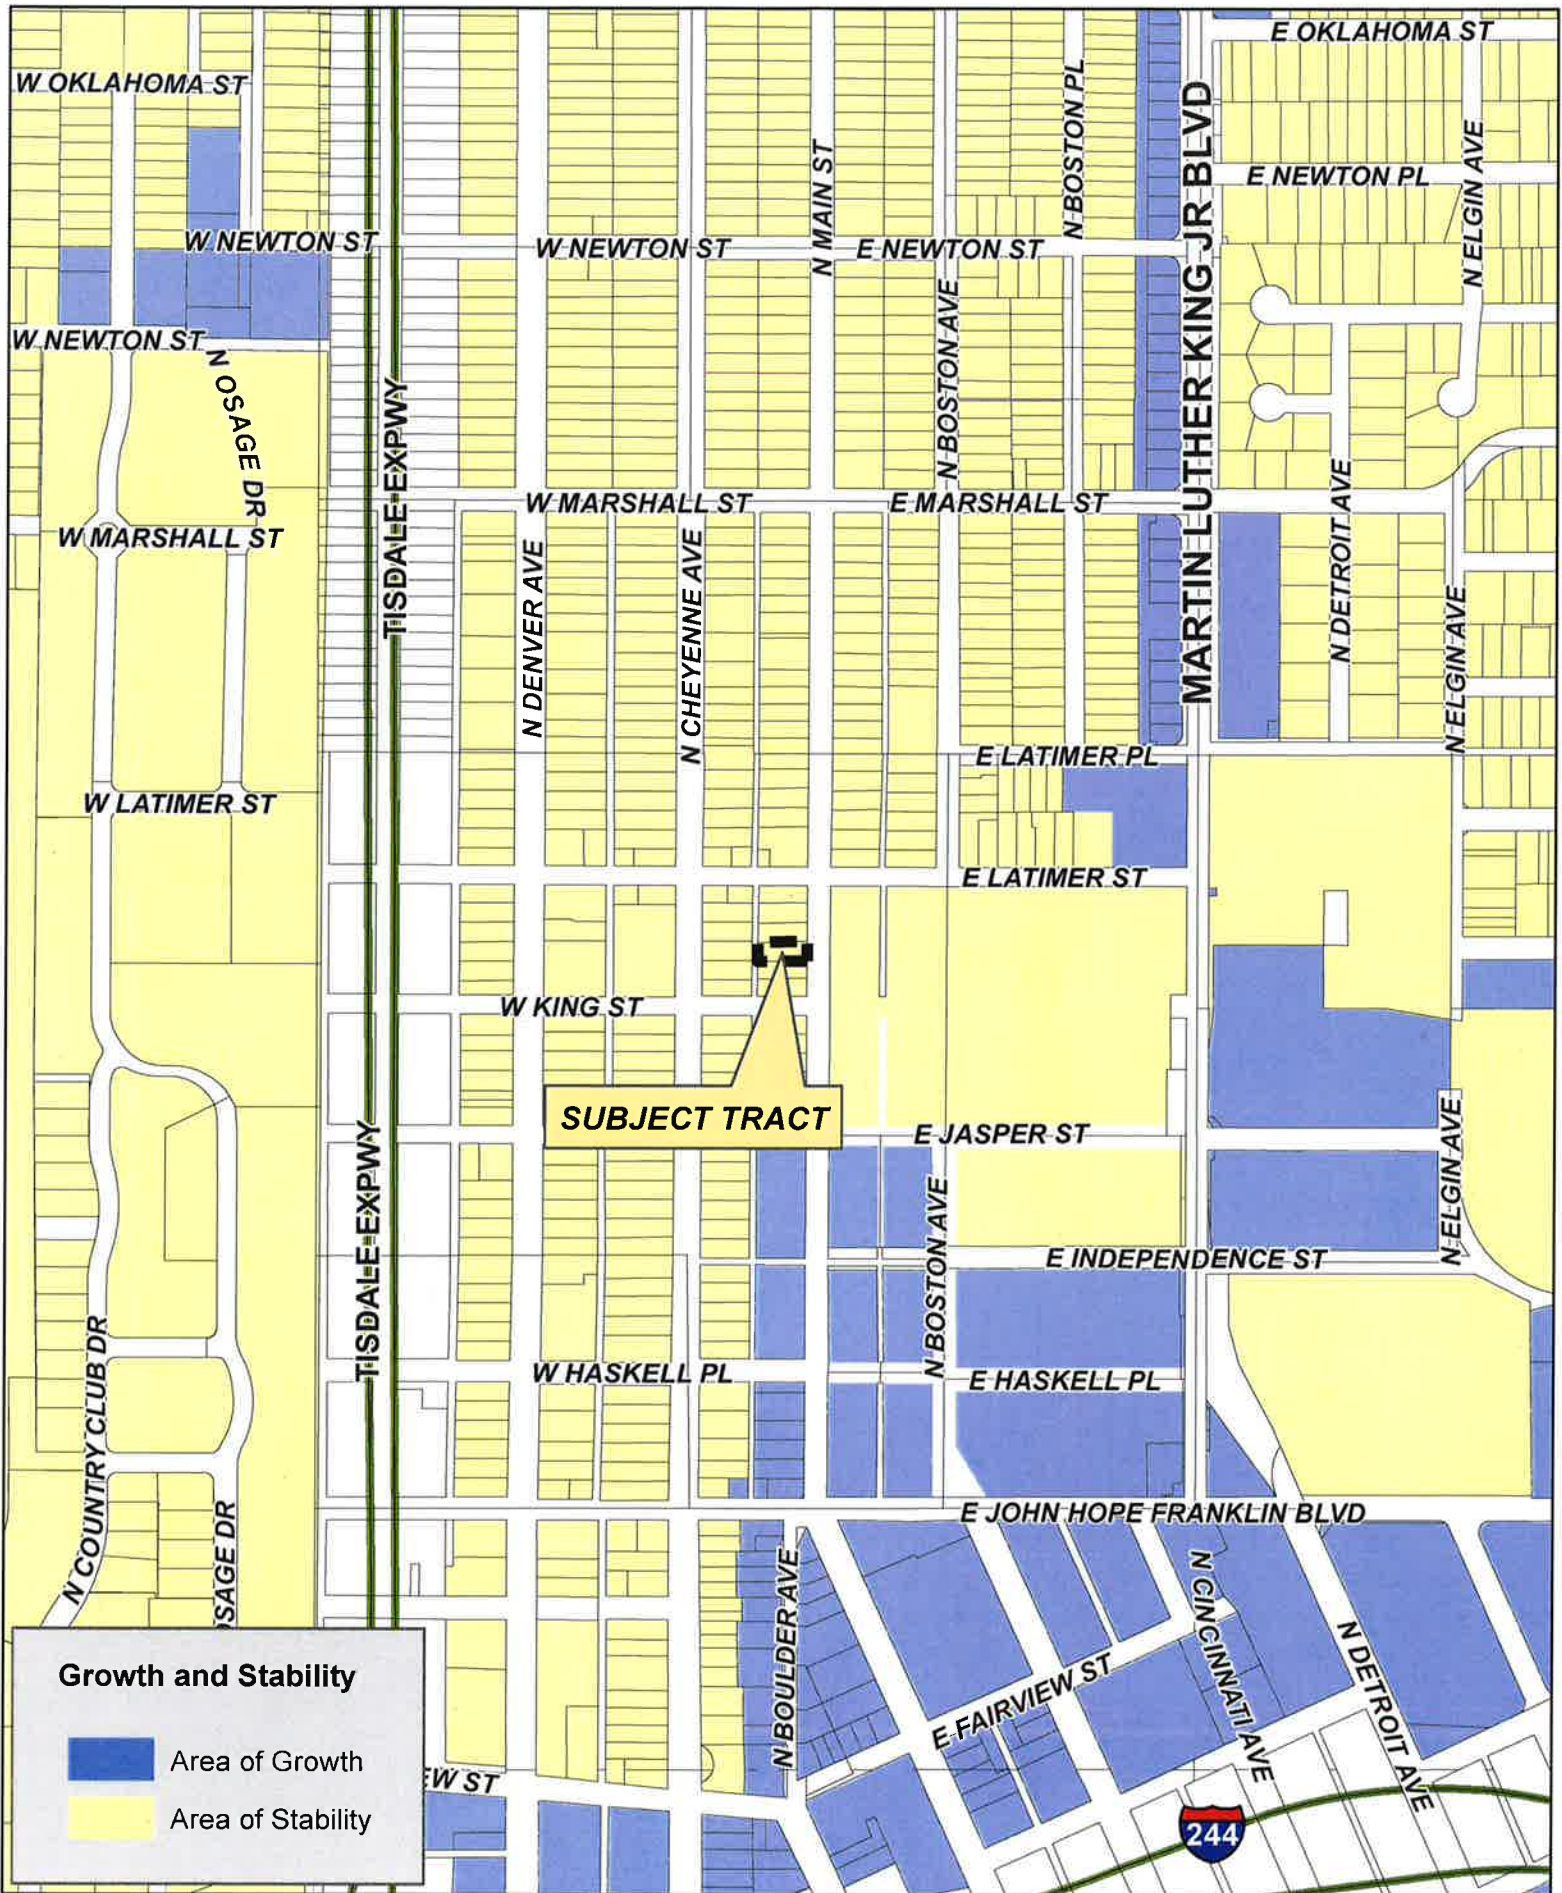 E OKLAHOMA ST
W OKLAHOMA ST
N BOSTON PL
MARTIN LUTHER KING JR BLVD
N ELGIN AVE
E NEWTON PL
N MAIN ST
W NEWTON ST
W NEWTON ST
E NEWTON ST
N BOSTON AVE
W NEWTON ST
N OSAGE DR
TISDALE EXPWY
N DETROIT AVE
W MARSHALL ST
E MARSHALL ST
W MARSHALL ST
N DENVER AVE
N CHEYENNE AVE
N ELGIN AVE
E LATIMER PL
W LATIMER ST
E LATIMER ST
W KING ST
SUBJECT TRACT
E JASPER ST
TISDALE EXPWY
N BOSTON AVE
N ELGIN AVE
E INDEPENDENCE ST
N COUNTRY CLUB DR
W HASKELL PL
E HASKELL PL
OSAGE DR
E JOHN HOPE FRANKLIN BLVD
N BOULDER AVE
N CINCINNATI AVE
N DETROIT AVE
E FAIRVIEW ST
Growth and Stability
Area of Growth
EW ST
Area of Stability
244